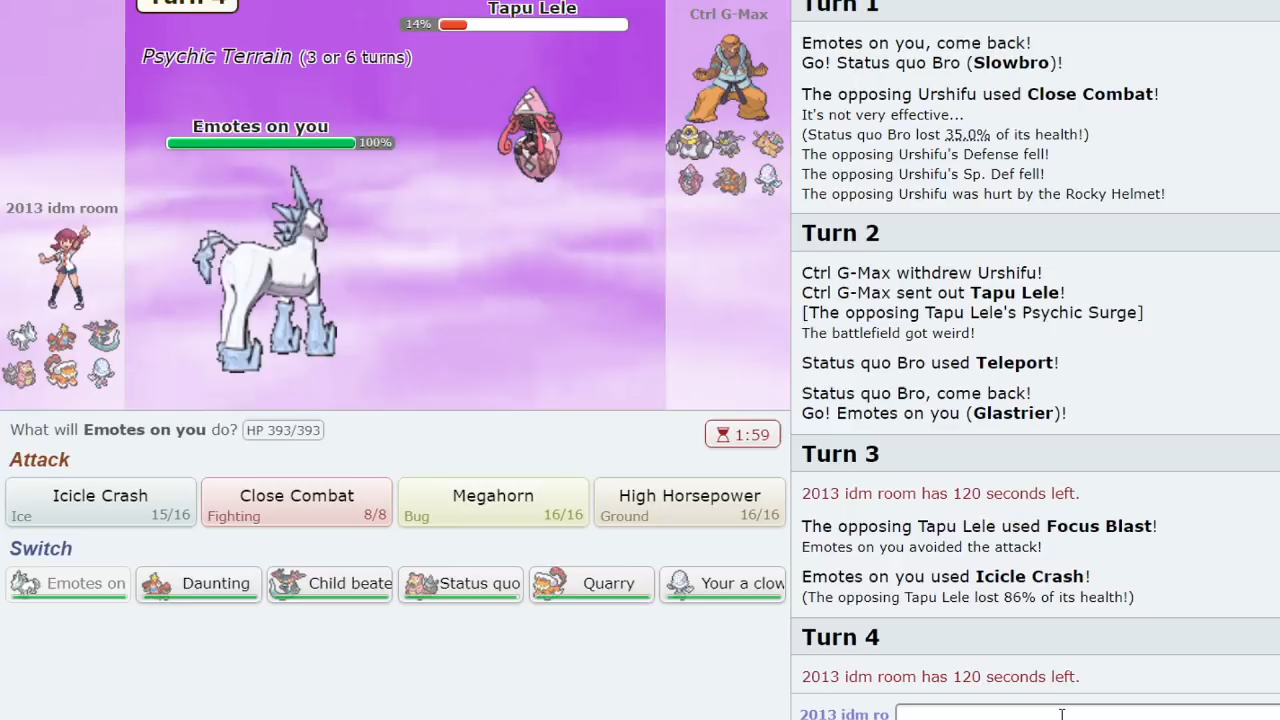 Turn 4
Tapu Lele
14%
Psychic Terrain (3 or 6 turns)
Emotes on you
100%
2013 idm room
Ctrl G-Max
What will Emotes on you do? HP 393/393
1:59
Attack
Icicle Crash
Ice 15/16
Close Combat
Fighting 8/8
Megahorn
Bug 16/16
High Horsepower
Ground 16/16
Switch
Emotes on
Daunting
Child beate
Status quo
Quarry
Your a clow
Turn 1
Emotes on you, come back!
Go! Status quo Bro (Slowbro)!
The opposing Urshifu used Close Combat!
It's not very effective...
(Status quo Bro lost 35.0% of its health!)
The opposing Urshifu's Defense fell!
The opposing Urshifu's Sp. Def fell!
The opposing Urshifu was hurt by the Rocky Helmet!
Turn 2
Ctrl G-Max withdrew Urshifu!
Ctrl G-Max sent out Tapu Lele!
[The opposing Tapu Lele's Psychic Surge]
The battlefield got weird!
Status quo Bro used Teleport!
Status quo Bro, come back!
Go! Emotes on you (Glastrier)!
Turn 3
2013 idm room has 120 seconds left.
The opposing Tapu Lele used Focus Blast!
Emotes on you avoided the attack!
Emotes on you used Icicle Crash!
(The opposing Tapu Lele lost 86% of its health!)
Turn 4
2013 idm room has 120 seconds left.
2013 idm ro